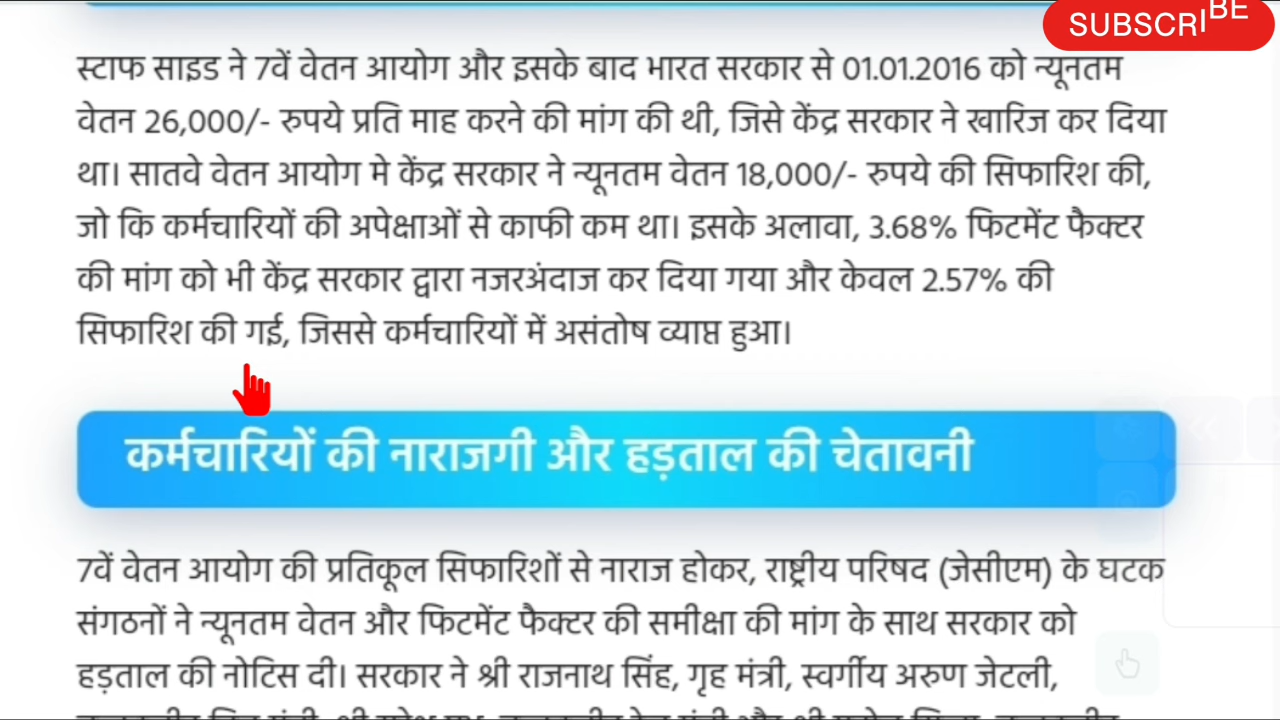 SUBSCRIBE
स्टाफ साइड ने 7वें वेतन आयोग और इसके बाद भारत सरकार से 01.01.2016 को न्यूनतम
वेतन 26,000/- रुपये प्रति माह करने की मांग की थी, जिसे केंद्र सरकार ने खारिज कर दिया
था। सातवे वेतन आयोग मे केंद्र सरकार ने न्यूनतम वेतन 18,000/- रुपये की सिफारिश की,
जो कि कर्मचारियों की अपेक्षाओं से काफी कम था। इसके अलावा, 3.68% फिटमेंट फैक्टर
की मांग को भी केंद्र सरकार द्वारा नजरअंदाज कर दिया गया और केवल 2.57% की
सिफारिश की गई, जिससे कर्मचारियों में असंतोष व्याप्त हुआ।
कर्मचारियों की नाराजगी और हड़ताल की चेतावनी
7वें वेतन आयोग की प्रतिकूल सिफारिशों से नाराज होकर, राष्ट्रीय परिषद (जेसीएम) के घटक
संगठनों ने न्यूनतम वेतन और फिटमेंट फैक्टर की समीक्षा की मांग के साथ सरकार को
हड़ताल की नोटिस दी। सरकार ने श्री राजनाथ सिंह, गृह मंत्री, स्वर्गीय अरुण जेटली,